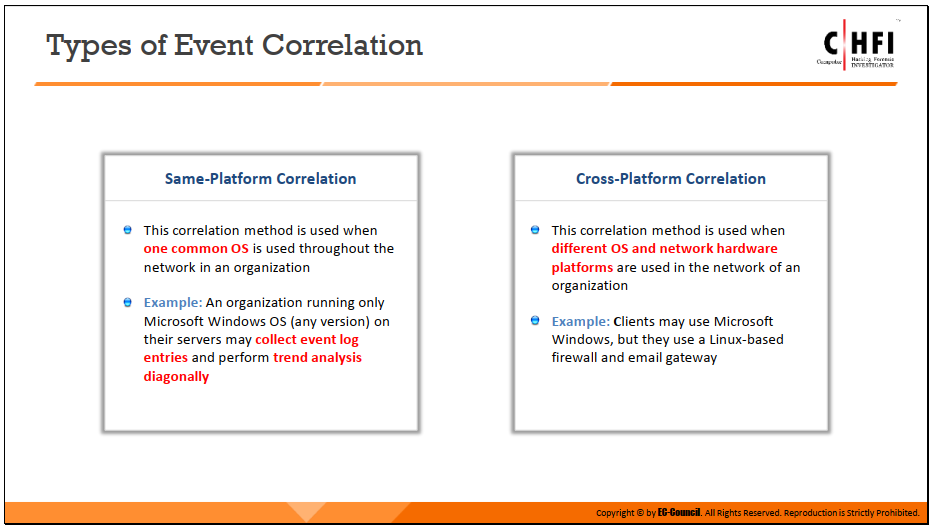 Types of Event Correlation
CHFI
Computer Hacking Forensic
INVESTIGATOR
Same-Platform Correlation
This correlation method is used when
one common OS is used throughout the
network in an organization
Example: An organization running only
Microsoft Windows OS (any version) on
their servers may collect event log
entries and perform trend analysis
diagonally
Cross-Platform Correlation
This correlation method is used when
different OS and network hardware
platforms are used in the network of an
organization
Example: Clients may use Microsoft
Windows, but they use a Linux-based
firewall and email gateway
Copyright © by EC-Council. All Rights Reserved. Reproduction is Strictly Prohibited.